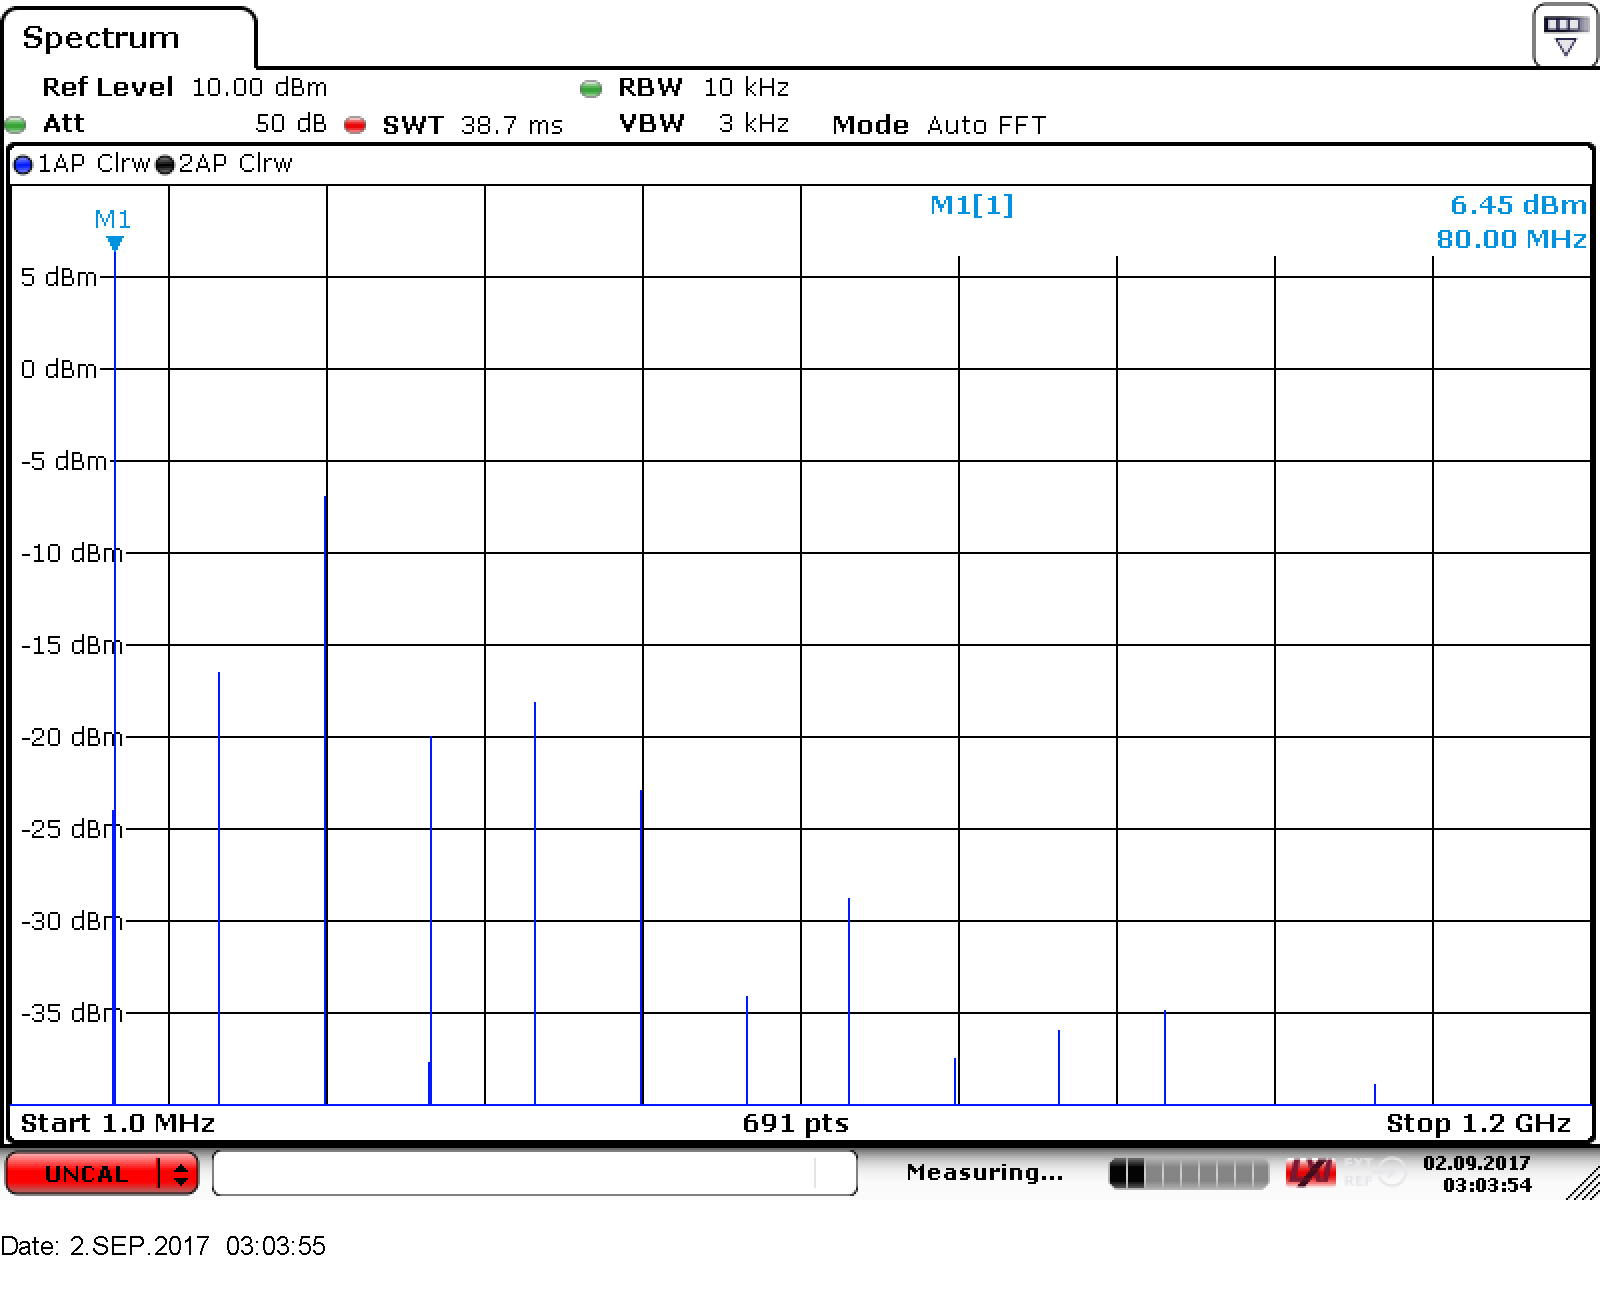 Spectrum
Ref Level 10.00 dBm RBW 10 kHz
Att 50 dB SWT 38.7 ms VBW 3 kHz Mode Auto FFT
1AP Clrw 2AP Clrw
M1[1] 6.45 dBm
M1
80.00 MHz
5 dBm
0 dBm
-5 dBm
-10 dBm
-15 dBm
-20 dBm
-25 dBm
-30 dBm
-35 dBm
Start 1.0 MHz 691 pts Stop 1.2 GHz
UNCAL Measuring... LXI EXT REF 02.09.2017
03:03:54
Date: 2.SEP.2017 03:03:55